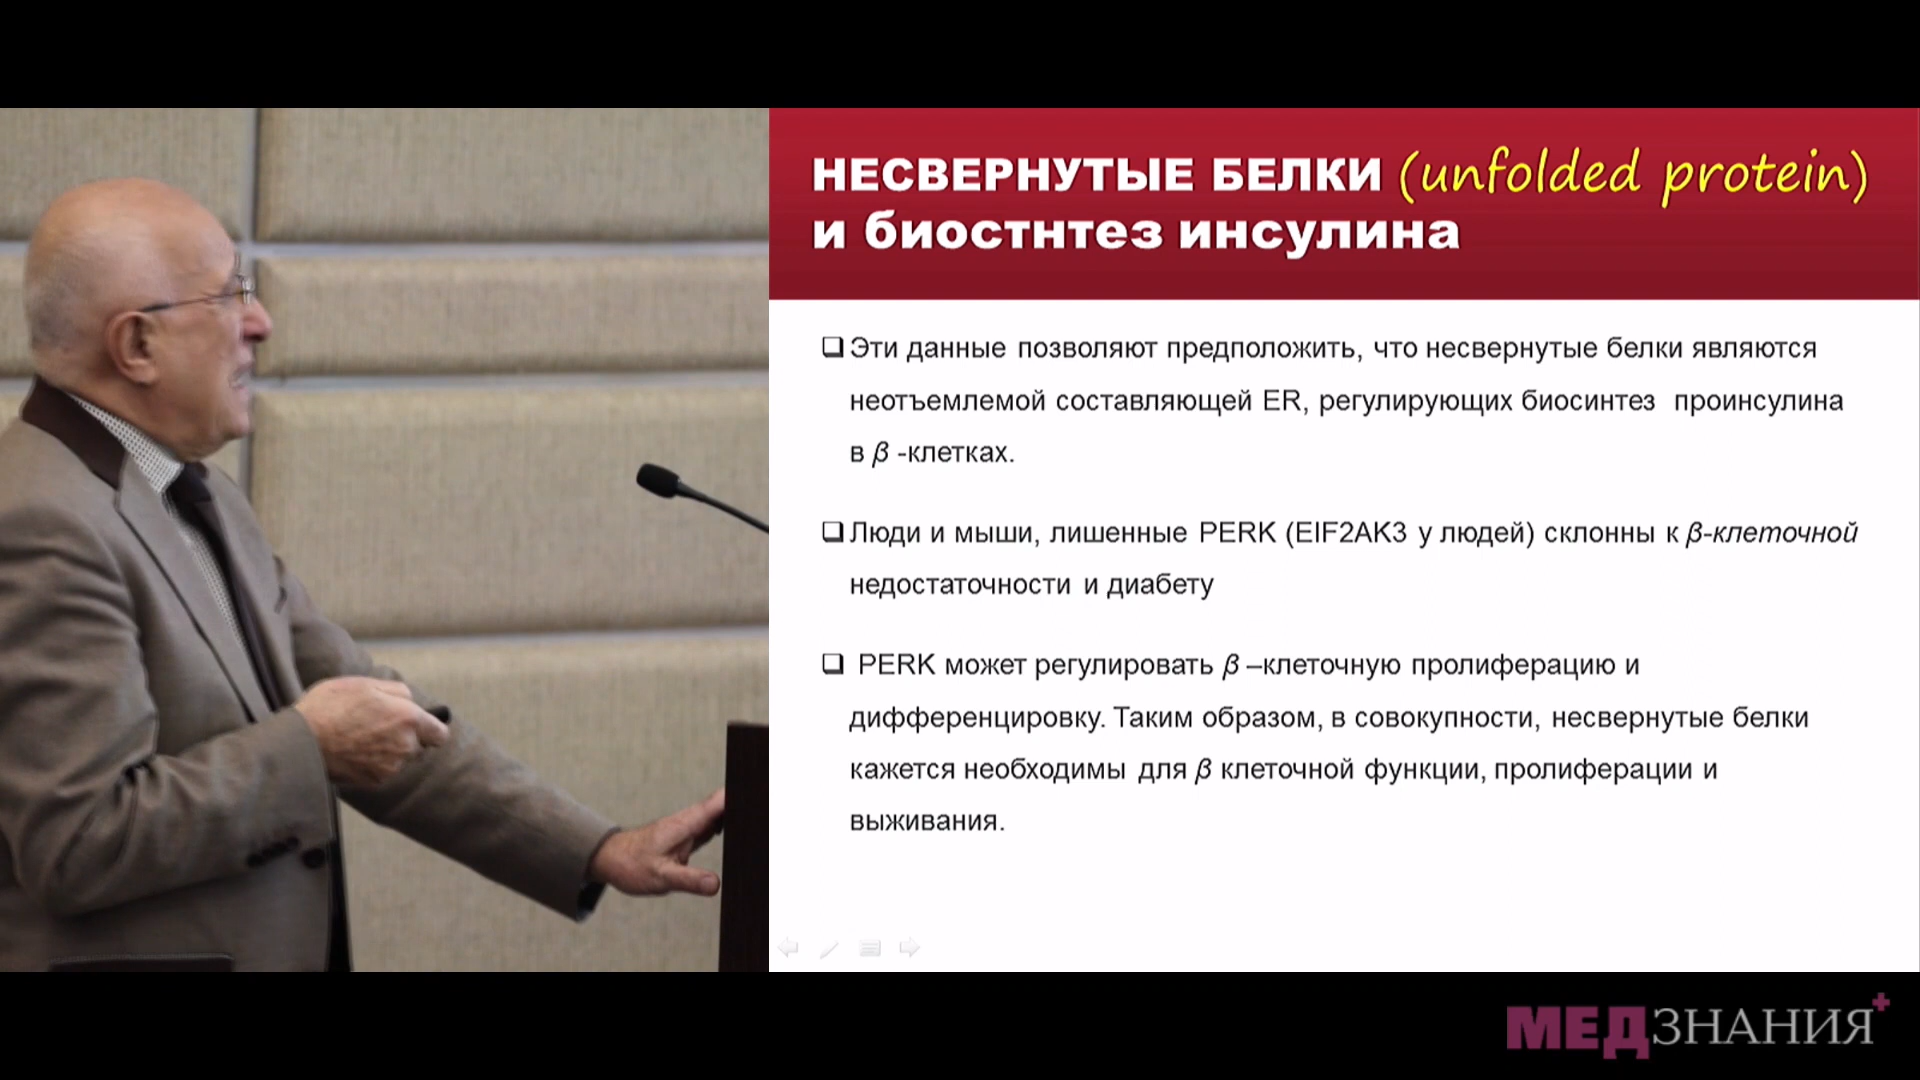 НЕСВЕРНУТЫЕ БЕЛКИ (unfolded protein)
и биостнтез инсулина
Эти данные позволяют предположить, что несвернутые белки являются
неотъемлемой составляющей ER, регулирующих биосинтез проинсулина
в β -клетках.
Люди и мыши, лишенные PERK (EIF2AK3 у людей) склонны к β-клеточной
недостаточности и диабету
PERK может регулировать β –клеточную пролиферацию и
дифференцировку. Таким образом, в совокупности, несвернутые белки
кажется необходимы для β клеточной функции, пролиферации и
выживания.
МЕДЗНАНИЯ+